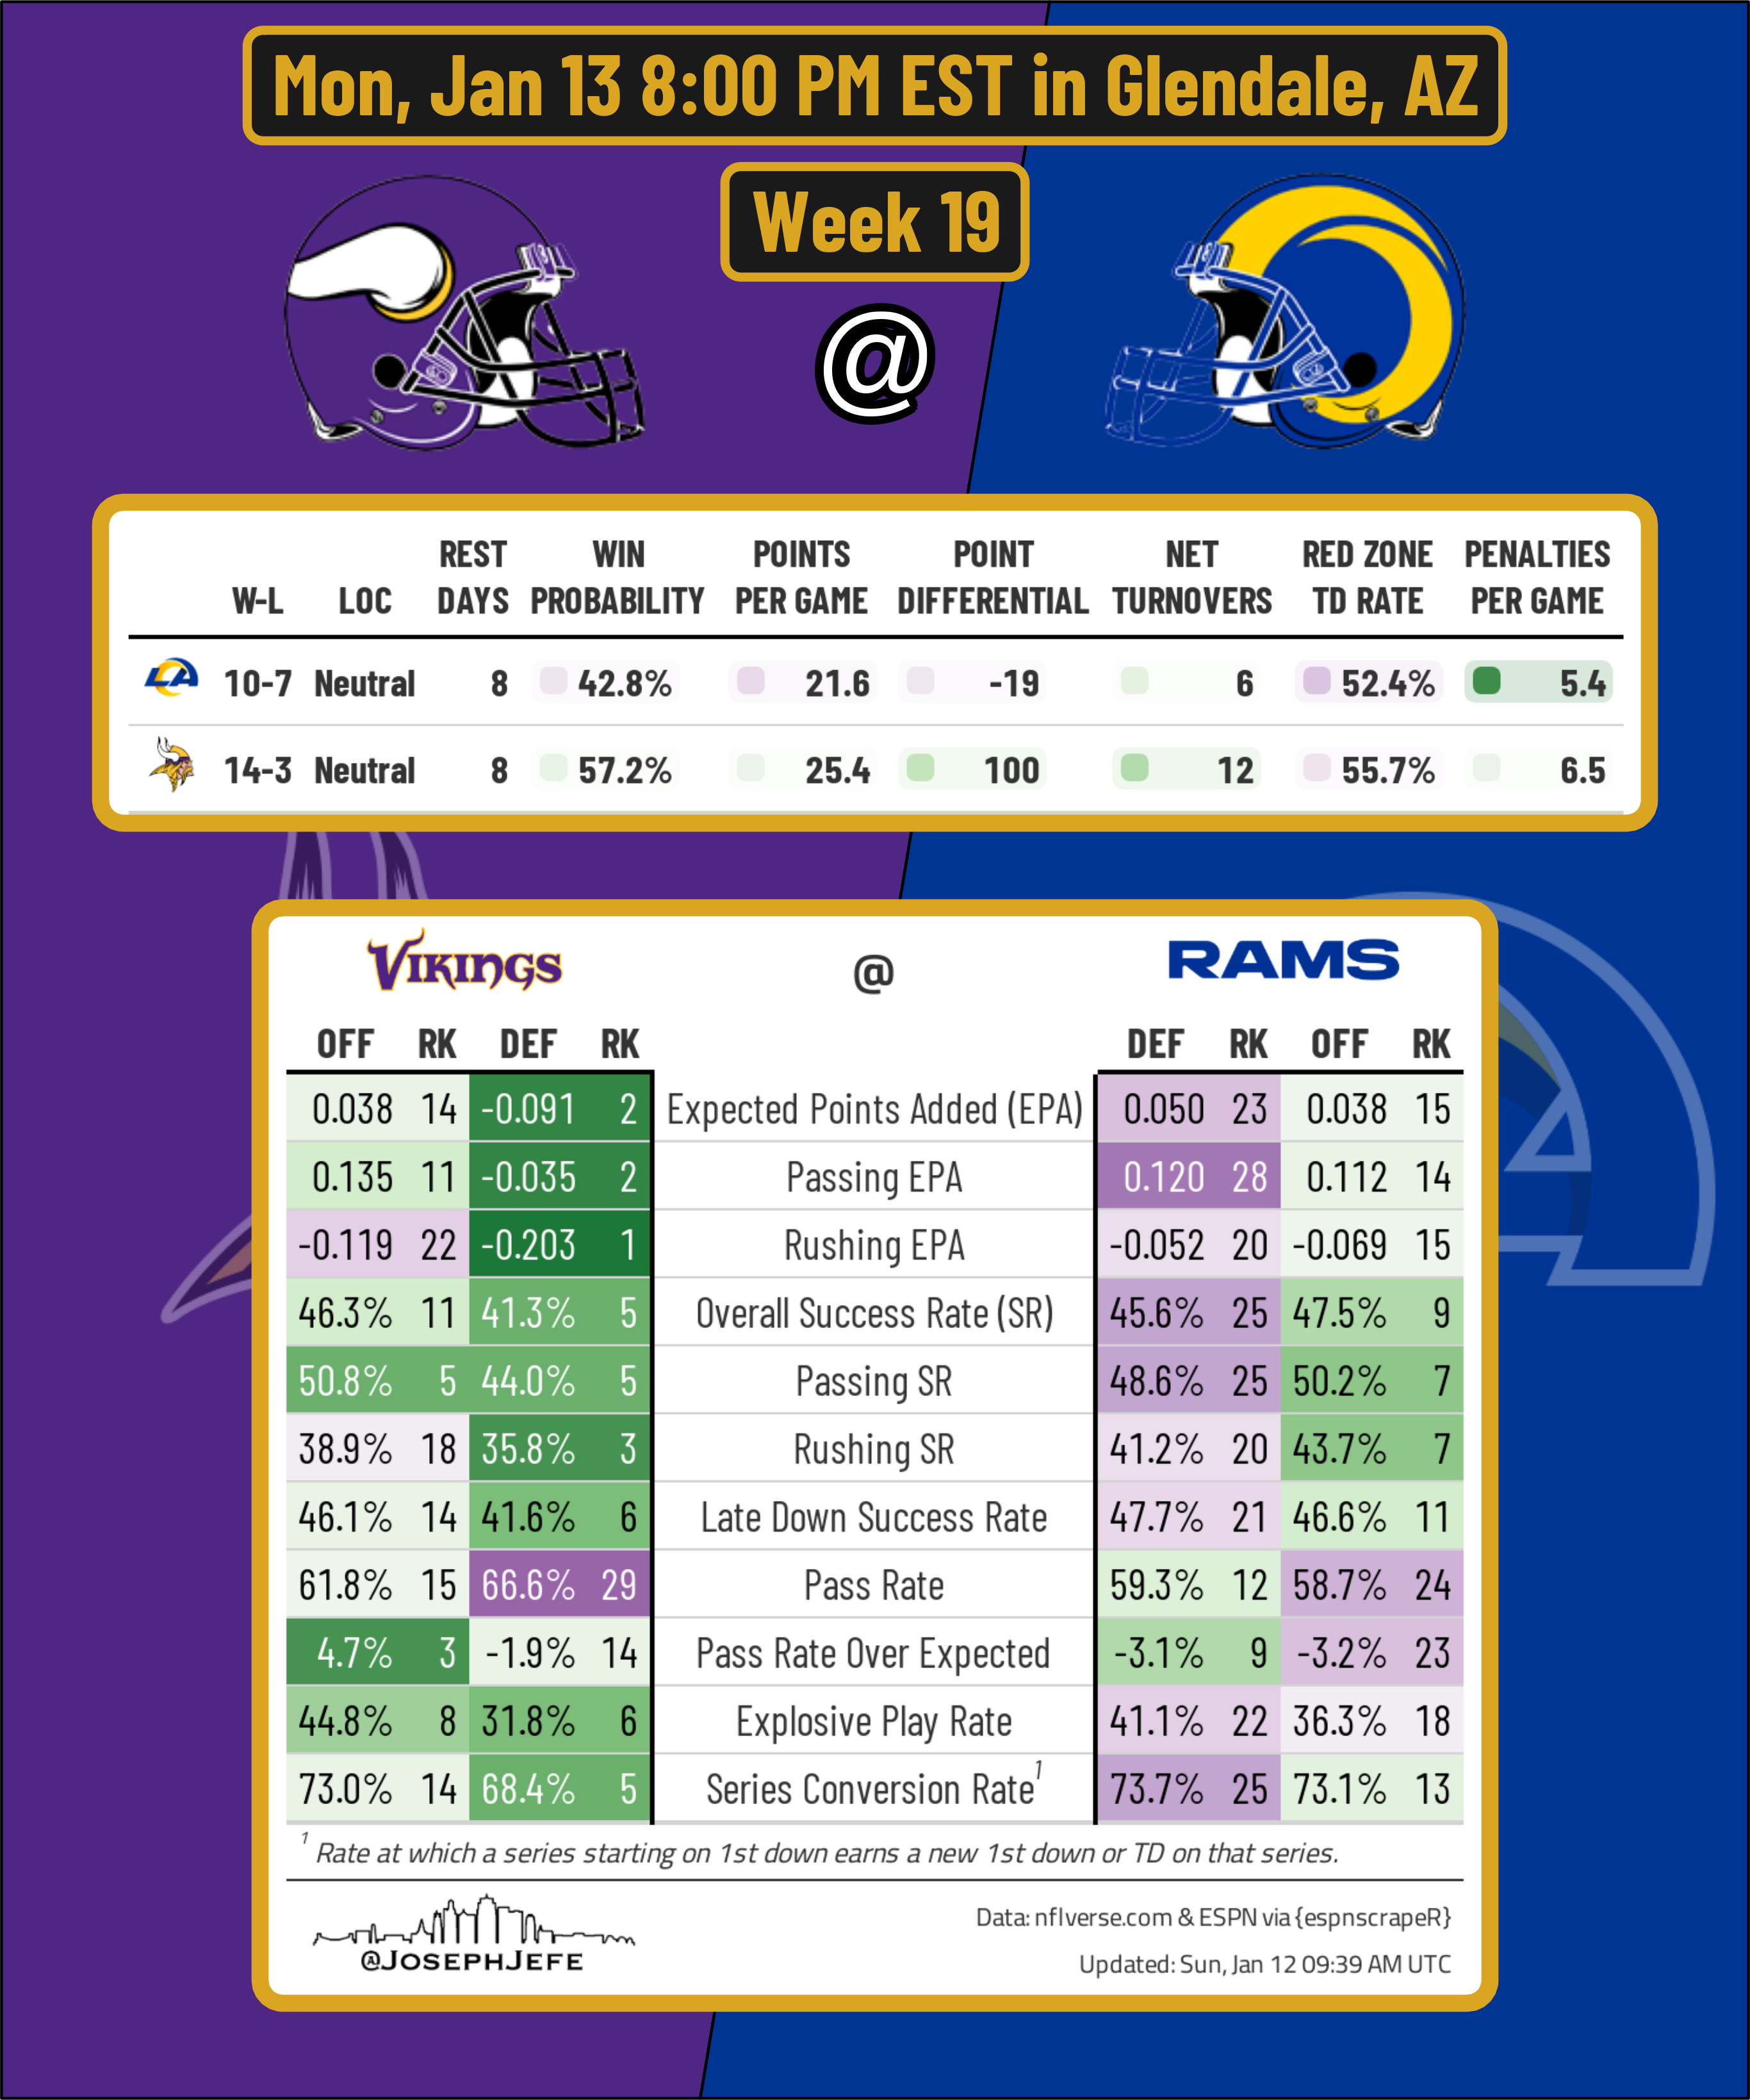 Mon, Jan 13 8:00 PM EST in Glendale, AZ
Week 19
@
W-L LOC REST DAYS WIN PROBABILITY POINTS PER GAME POINT DIFFERENTIAL NET TURNOVERS RED ZONE TD RATE PENALTIES PER GAME
LA 10-7 Neutral 8 42.8% 21.6 -19 6 52.4% 5.4
14-3 Neutral 8 57.2% 25.4 100 12 55.7% 6.5
VIKINGS @ RAMS
OFF RK DEF RK DEF RK OFF RK
0.038 14 -0.091 2 Expected Points Added (EPA) 0.050 23 0.038 15
0.135 11 -0.035 2 Passing EPA 0.120 28 0.112 14
-0.119 22 -0.203 1 Rushing EPA -0.052 20 -0.069 15
46.3% 11 41.3% 5 Overall Success Rate (SR) 45.6% 25 47.5% 9
50.8% 5 44.0% 5 Passing SR 48.6% 25 50.2% 7
38.9% 18 35.8% 3 Rushing SR 41.2% 20 43.7% 7
46.1% 14 41.6% 6 Late Down Success Rate 47.7% 21 46.6% 11
61.8% 15 66.6% 29 Pass Rate 59.3% 12 58.7% 24
4.7% 3 -1.9% 14 Pass Rate Over Expected -3.1% 9 -3.2% 23
44.8% 8 31.8% 6 Explosive Play Rate 41.1% 22 36.3% 18
73.0% 14 68.4% 5 Series Conversion Rate¹ 73.7% 25 73.1% 13
¹ Rate at which a series starting on 1st down earns a new 1st down or TD on that series.
@JOSEPHJEFE
Data: nflverse.com & ESPN via {espnscrapeR}
Updated: Sun, Jan 12 09:39 AM UTC